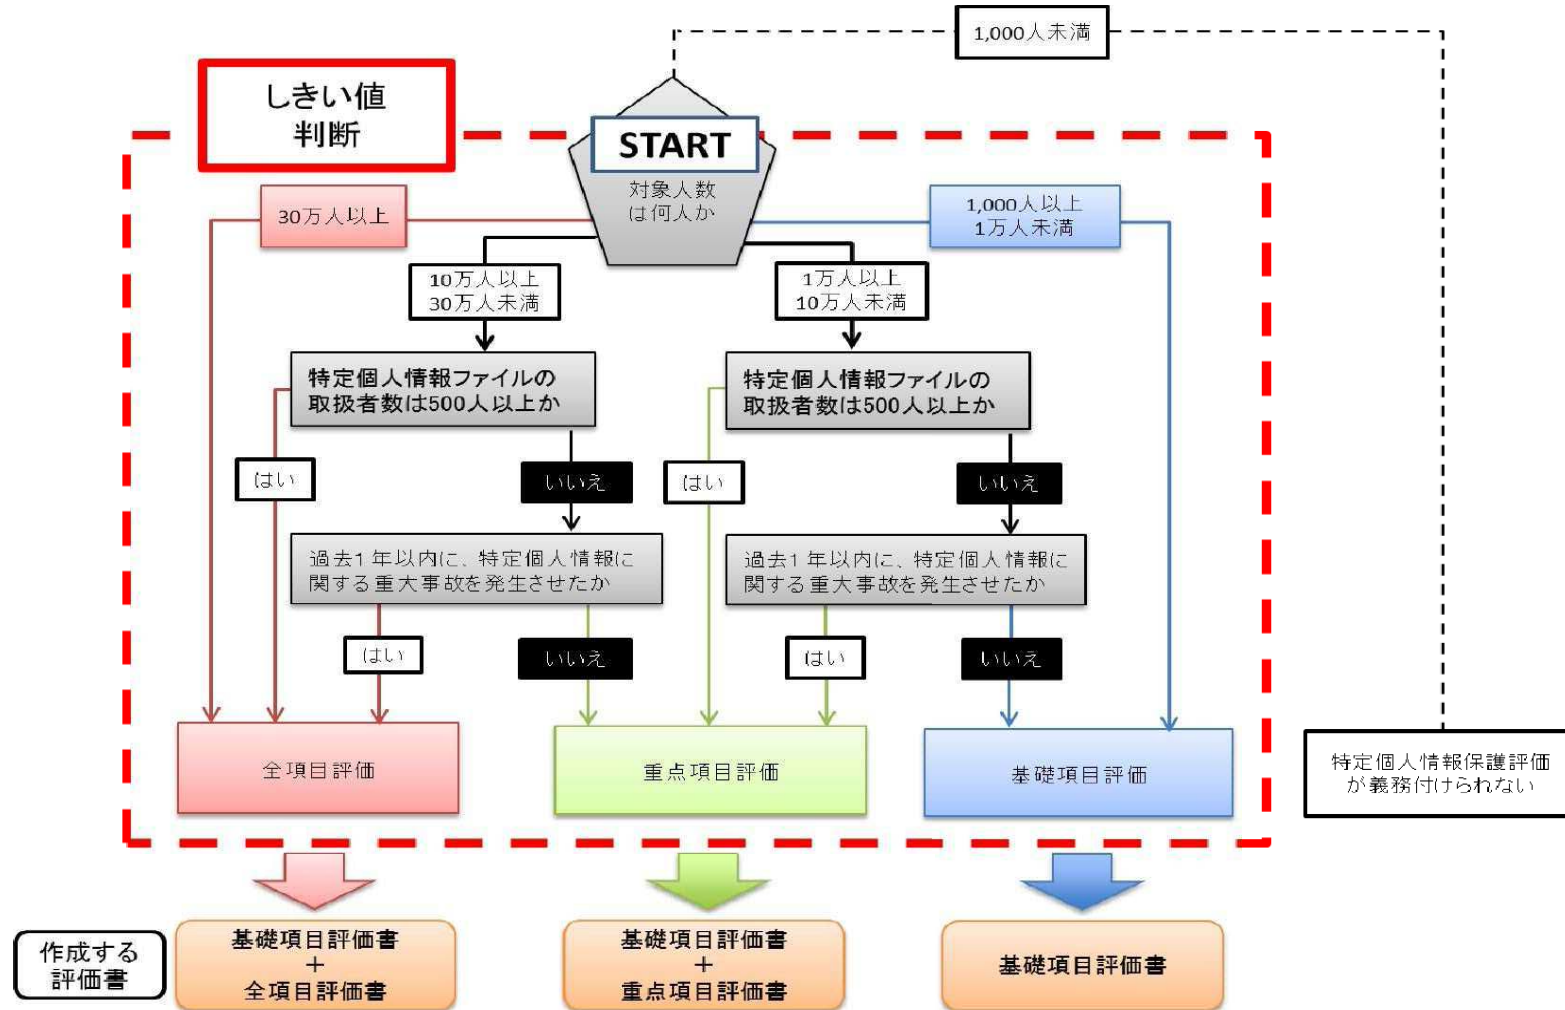 1,000人未満
しきい値
判断
START
対象人数
は何人か
30万人以上
1,000人以上
1万人未満
10万人以上
30万人未満
1万人以上
10万人未満
特定個人情報ファイルの
取扱者数は500人以上か
特定個人情報ファイルの
取扱者数は500人以上か
はい
いいえ
はい
いいえ
過去1年以内に、特定個人情報に
関する重大事故を発生させたか
過去1年以内に、特定個人情報に
関する重大事故を発生させたか
はい
いいえ
はい
いいえ
全項目評価
重点項目評価
基礎項目評価
特定個人情報保護評価
が義務付けられない
作成する
評価書
基礎項目評価書
+
全項目評価書
基礎項目評価書
+
重点項目評価書
基礎項目評価書